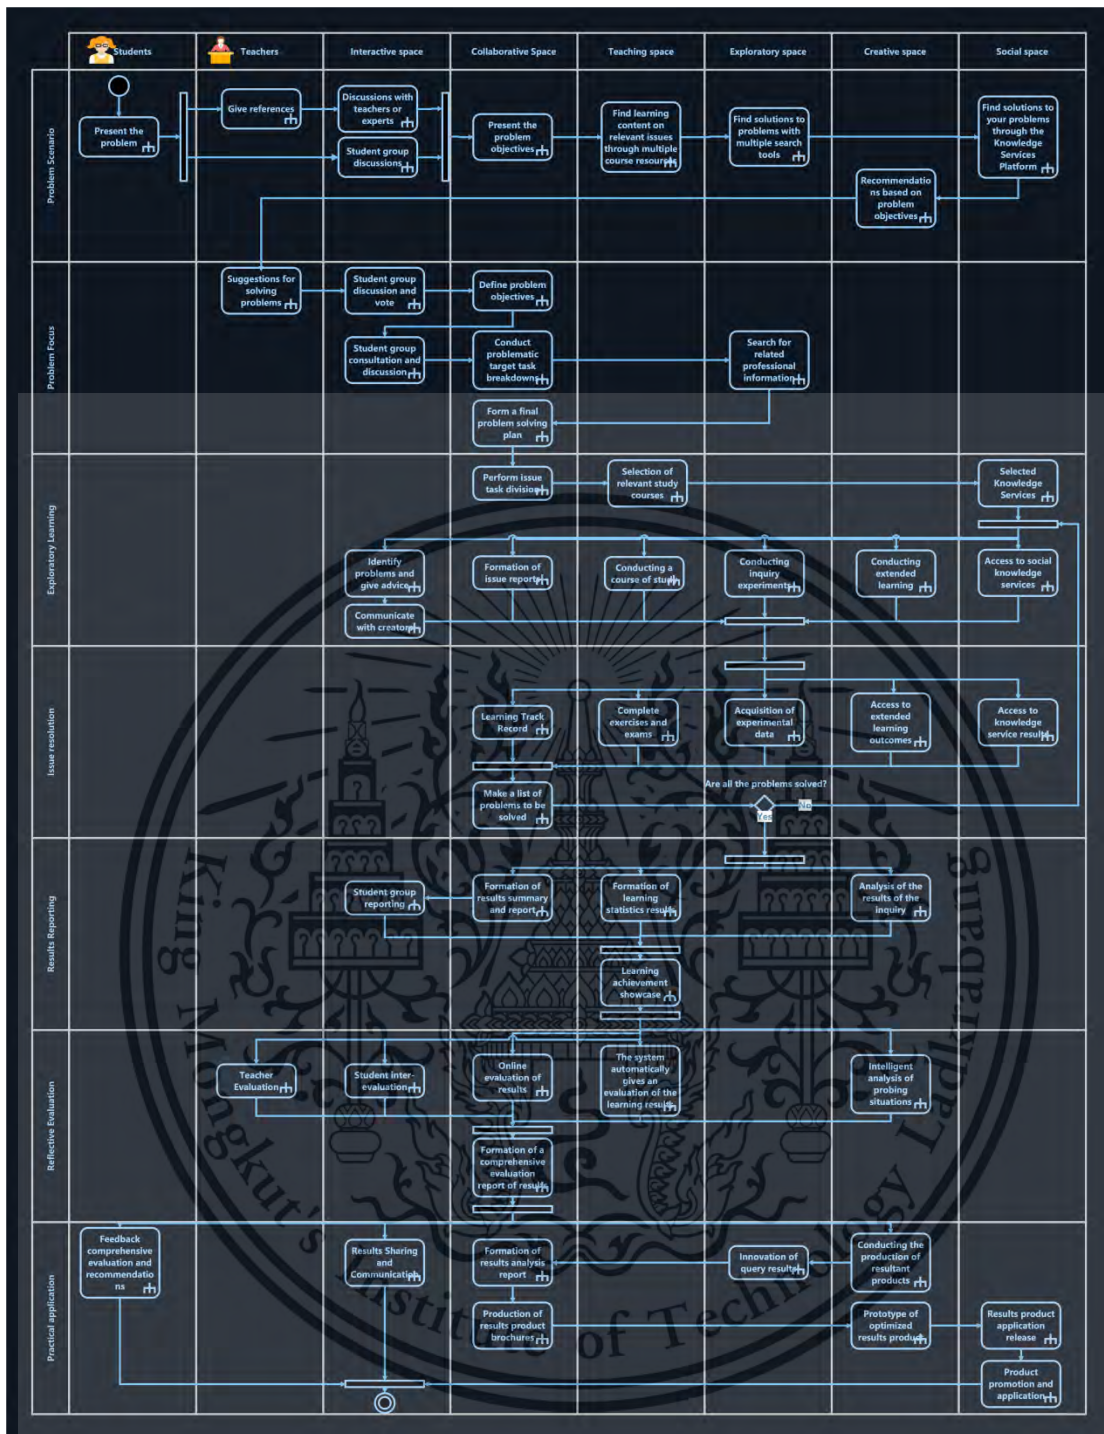 Students
Teachers
Interactive space
Collaborative Space
Teaching space
Exploratory space
Creative space
Social space
Problem Scenario
Present the
problem
Give references
Discussions with
teachers or
experts
Student group
discussions
Present the
problem
objectives
Find learning
content on
relevant issues
through multiple
course resources
Find solutions to
problems with
multiple search
tools
Find solutions to
your problems
through the
Knowledge
Services
Platform
Recommendatio
ns based on
problem
objectives
Problem Focus
Suggestions for
solving
problems
Student group
discussion and
vote
Define problem
objectives
Student group
consultation and
discussion
Conduct
problematic
target task
breakdown
Search for
related
professional
information
Form a final
problem solving
plan
Exploratory Learning
Perform issue
task division
Selection of
relevant study
courses
Selected
Knowledge
Services
Identify
problems and
give advice
Formation of
issue report
Conducting a
course of study
Conducting
inquiry
experiment
Conducting
extended
learning
Access to social
knowledge
services
Communicate
with creator
Issue resolution
Learning Track
Record
Complete
exercises and
exams
Acquisition of
experimental
data
Access to
extended
learning
outcomes
Access to
knowledge
service results
Make a list of
problems to be
solved
Are all the problems solved?
No
Yes
Results Reporting
Student group
reporting
Formation of
results summary
and report
Formation of
learning
statistics results
Analysis of the
results of the
inquiry
Learning
achievement
showcase
Reflective Evaluation
Teacher
Evaluation
Student inter-
evaluation
Online
evaluation of
results
The system
automatically
gives an
evaluation of the
learning results
Intelligent
analysis of
probing
situations
Formation of a
comprehensive
evaluation
report of results
Practical application
Feedback
comprehensive
evaluation and
recommendatio
ns
Results Sharing
and
Communication
Formation of
results analysis
report
Innovation of
query results
Conducting the
production of
resultant
products
Production of
results product
brochures
Prototype of
optimized
results product
Results product
application
release
Product
promotion and
application
King Mongkut's Institute of Technology Ladkrabang